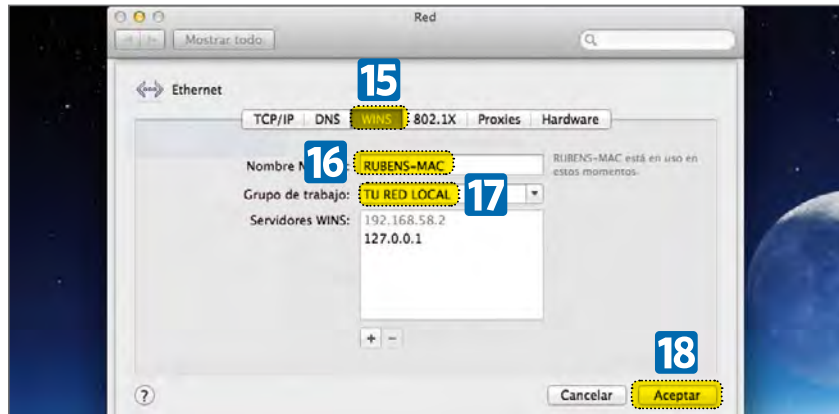 Red
Mostrar todo
Ethernet
15
TCP/IP DNS WINS 802.1X Proxies Hardware
16
Nombre N RUBENS-MAC
RUBENS-MAC está en uso en
estos momentos.
Grupo de trabajo: TU RED LOCAL
17
Servidores WINS: 192.168.58.2
127.0.0.1
+ -
18
? Cancelar Aceptar